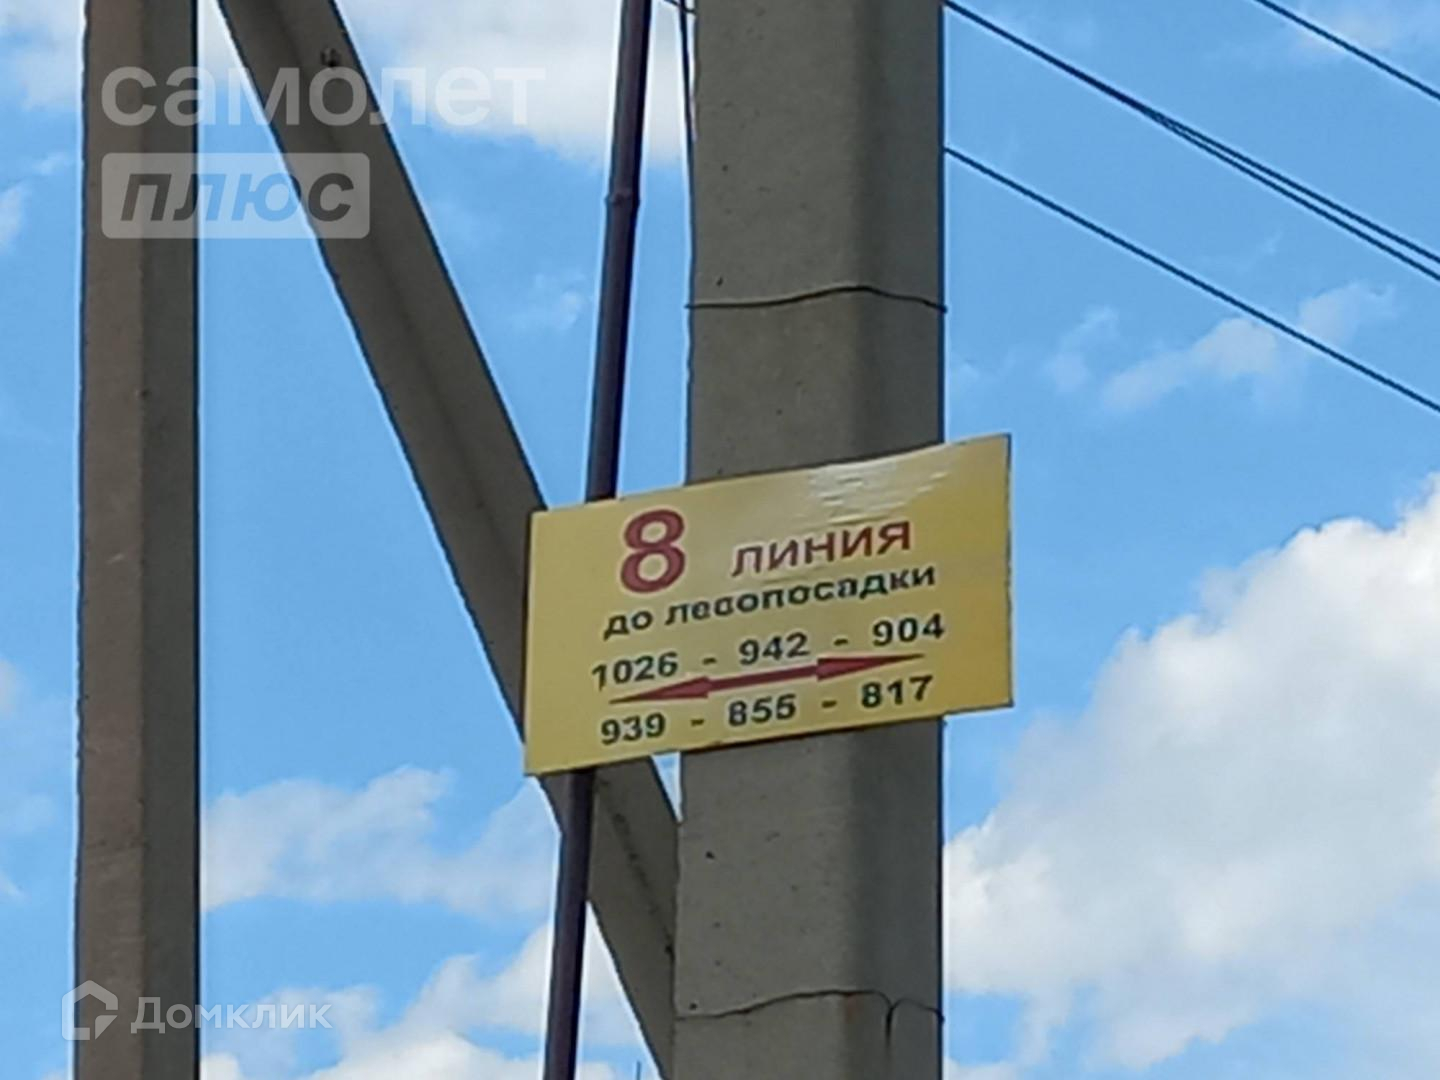 самолет
плюс
8 ЛИНИЯ
до лесопосадки
1026 - 942 - 904
939 - 855 - 817
Домклик